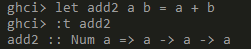 ghci> let add2 a b = a + b
ghci> :t add2
add2 :: Num a => a -> a -> a